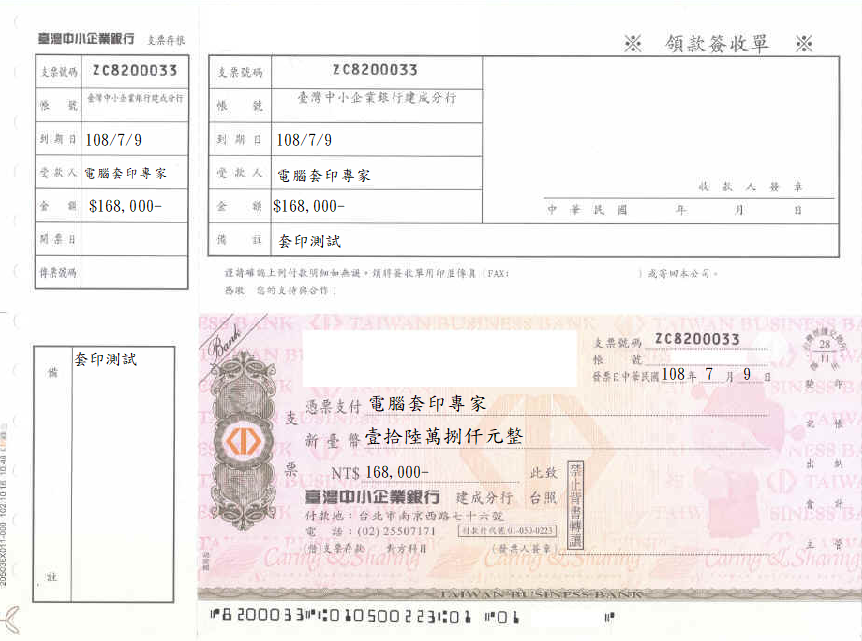 臺灣中小企業銀行 支票存根
支票號碼 ZC8200033
帳號 臺灣中小企業銀行建成分行
到期日 108/7/9
受款人 電腦套印專家
金額 $168,000-
開票日
傳票號碼
※ 領款簽收單 ※
支票號碼 ZC8200033
帳號 臺灣中小企業銀行建成分行
到期日 108/7/9
受款人 電腦套印專家
金額 $168,000-
備註 套印測試
收款人簽章
中華民國 年 月 日
逕請確認上列付款明細如無誤，請將簽收單用印並傳真（FAX: ）或寄回本公司。
感謝 您的支持與合作
備註 套印測試
TAIWAN BUSINESS BANK
Bank
支票
支票號碼 ZC8200033
帳號
發票日中華民國108年7月9日
憑票支付 電腦套印專家
新臺幣 壹拾陸萬捌仟元整
NT$ 168,000- 此致
臺灣中小企業銀行 建成分行 台照
付款地：台北市南京西路七十六號
電話：(02)25507171
(發票人簽章)
禁止背書轉讓
Caring & Sharing
TAIWAN BUSINESS BANK
28
11
帳
出納
會計
主管
⑈8200033⑈⑆010500223⑆01 ⑈01 ⑈